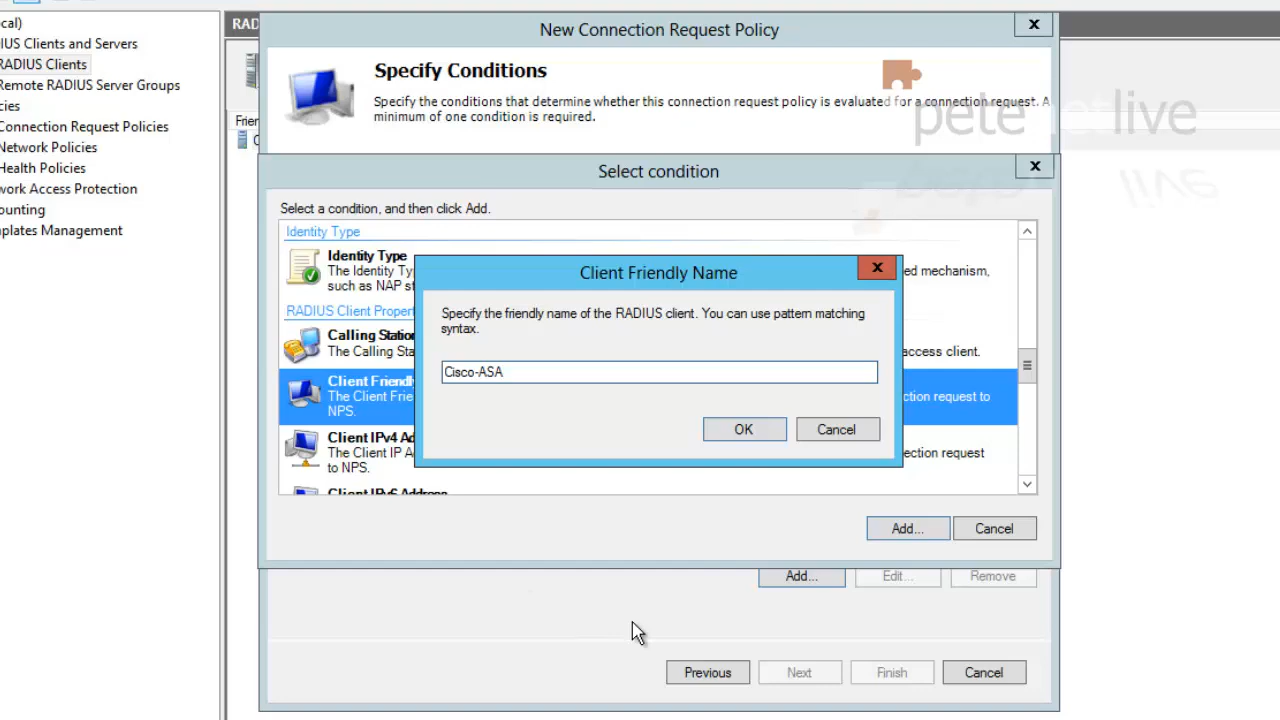 cal)
IUS Clients and Servers
RADIUS Clients
Remote RADIUS Server Groups
cies
Connection Request Policies
Network Policies
Health Policies
work Access Protection
ounting
plates Management
RAD
Frien
C
New Connection Request Policy
x
Specify Conditions
Specify the conditions that determine whether this connection request policy is evaluated for a connection request. A
minimum of one condition is required.
petenetlive
Select condition
x
Select a condition, and then click Add.
Identity Type
Identity Type
The Identity Ty ed mechanism,
such as NAP st
RADIUS Client Propert
Calling Station
The Calling Sta access client.
Client Friendly
The Client Frie ction request to
NPS.
Client IPv4 Ad
The Client IP A ection request
to NPS.
Client IPv6 Address
Client Friendly Name
x
Specify the friendly name of the RADIUS client. You can use pattern matching
syntax.
Cisco-ASA
OK Cancel
Add... Cancel
Add... Edit... Remove
Previous Next Finish Cancel